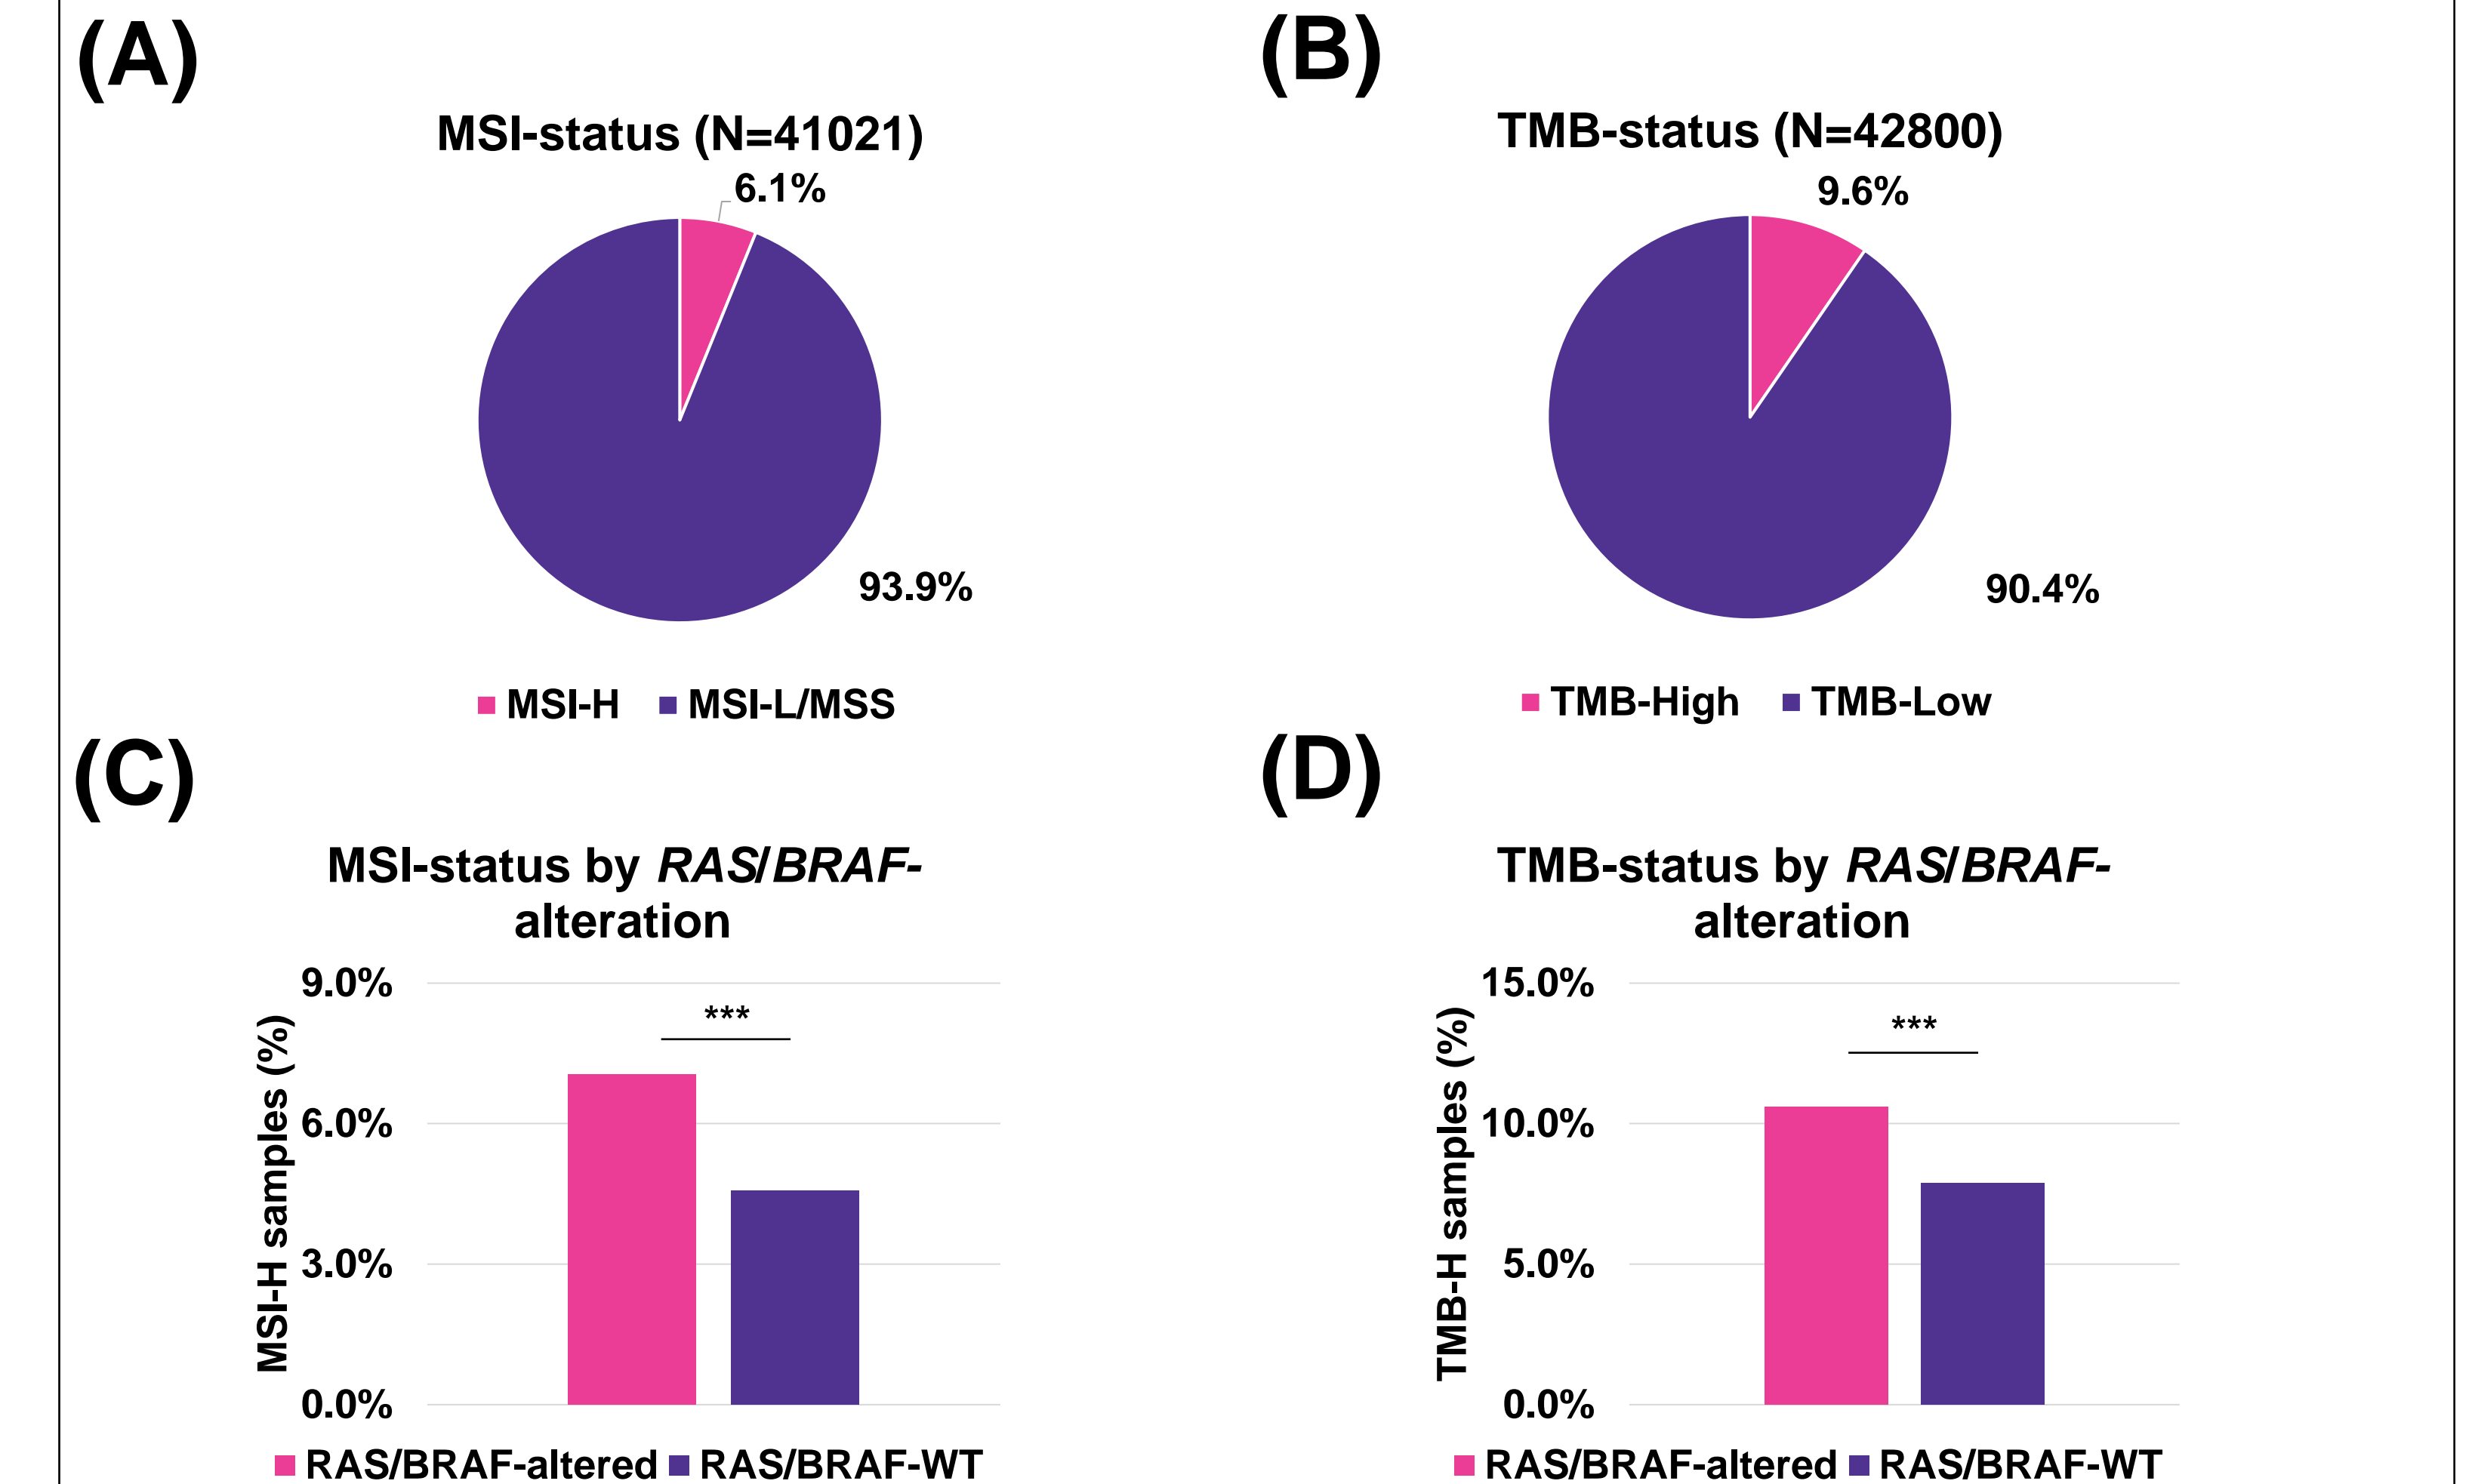 (A)
MSI-status (N=41021)
6.1%
93.9%
MSI-H MSI-L/MSS
(B)
TMB-status (N=42800)
9.6%
90.4%
TMB-High TMB-Low
(C)
MSI-status by RAS/BRAF-
alteration
MSI-H samples (%)
9.0%
6.0%
3.0%
0.0%
***
RAS/BRAF-altered RAS/BRAF-WT
(D)
TMB-status by RAS/BRAF-
alteration
TMB-H samples (%)
15.0%
10.0%
5.0%
0.0%
***
RAS/BRAF-altered RAS/BRAF-WT